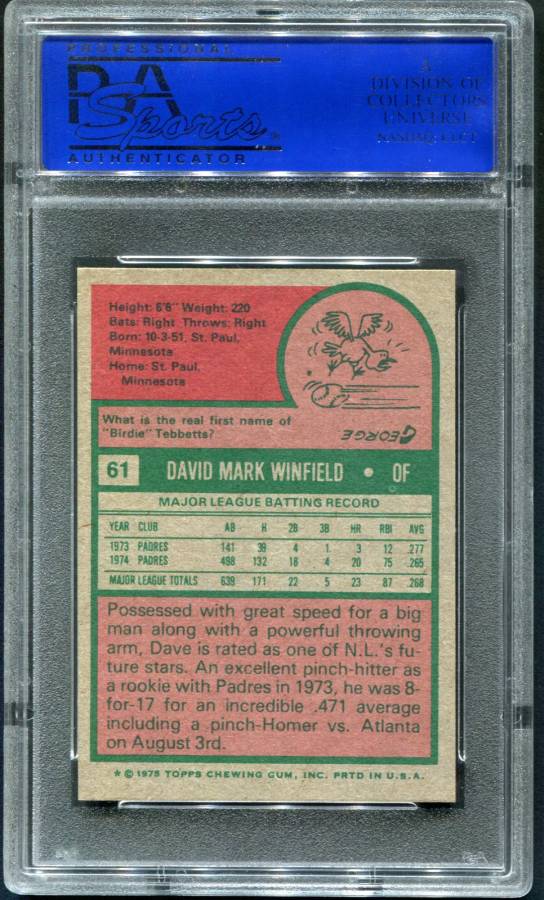 PROFESSIONAL
PSA
Sports
AUTHENTICATOR
A
DIVISION OF
COLLECTORS
UNIVERSE
NASDAQ: CLCT
Height: 6'6" Weight: 220
Bats: Right Throws: Right
Born: 10-3-51, St. Paul,
Minnesota
Home: St. Paul,
Minnesota
GEORGE
What is the real first name of
"Birdie" Tebbetts?
61 DAVID MARK WINFIELD • OF
MAJOR LEAGUE BATTING RECORD
YEAR CLUB AB H 2B 3B HR RBI AVG
1973 PADRES 141 39 4 1 3 12 .277
1974 PADRES 498 132 18 4 20 75 .265
MAJOR LEAGUE TOTALS 639 171 22 5 23 87 .268
Possessed with great speed for a big
man along with a powerful throwing
arm, Dave is rated as one of N.L.'s fu-
ture stars. An excellent pinch-hitter as
a rookie with Padres in 1973, he was 8-
for-17 for an incredible .471 average
including a pinch-Homer vs. Atlanta
on August 3rd.
* © 1975 TOPPS CHEWING GUM, INC. PRTD IN U.S.A.